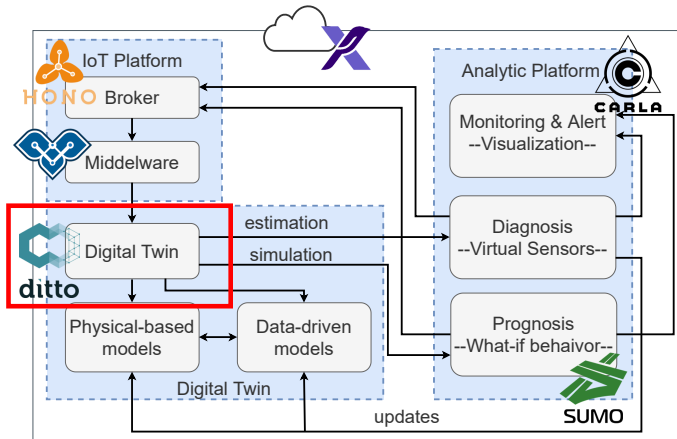 IoT Platform
HONO
Broker
Middelware
Analytic Platform
CARLA
Monitoring & Alert
--Visualization--
Digital Twin
ditto
estimation
simulation
Diagnosis
--Virtual Sensors--
Physical-based
models
Data-driven
models
Digital Twin
Prognosis
--What-if behaivor--
SUMO
updates